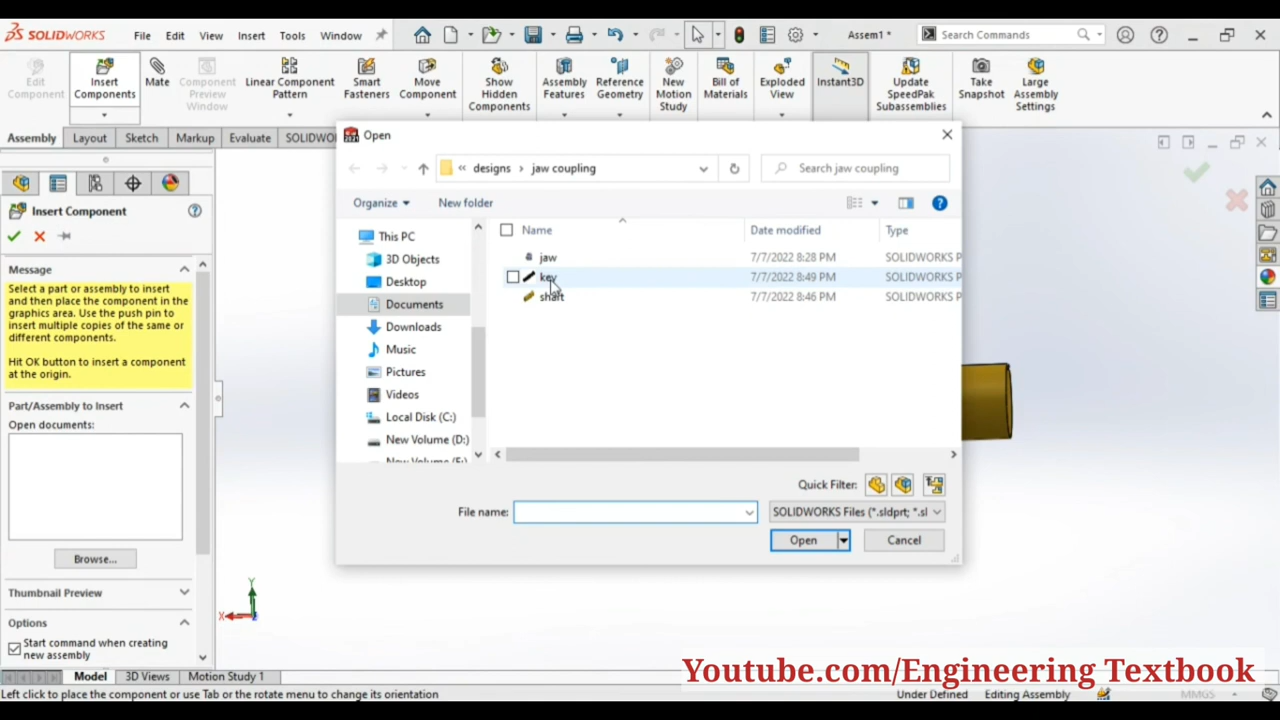 SOLIDWORKS File Edit View Insert Tools Window Assem1 * Search Commands
Edit Component
Insert Components
Mate
Component Preview Window
Linear Component Pattern
Smart Fasteners
Move Component
Show Hidden Components
Assembly Features
Reference Geometry
New Motion Study
Bill of Materials
Exploded View
Instant3D
Update SpeedPak Subassemblies
Take Snapshot
Large Assembly Settings
Assembly Layout Sketch Markup Evaluate SOLIDWO
Insert Component
Message
Select a part or assembly to insert
and then place the component in the
graphics area. Use the push pin to
insert multiple copies of the same or
different components.
Hit OK button to insert a component
at the origin.
Part/Assembly to Insert
Open documents:
Browse...
Thumbnail Preview
Options
Start command when creating
new assembly
Open
« designs › jaw coupling Search jaw coupling
Organize New folder
This PC
3D Objects
Desktop
Documents
Downloads
Music
Pictures
Videos
Local Disk (C:)
New Volume (D:)
Name Date modified Type
jaw 7/7/2022 8:28 PM SOLIDWORKS P
key 7/7/2022 8:49 PM SOLIDWORKS P
shaft 7/7/2022 8:46 PM SOLIDWORKS P
Quick Filter:
File name: SOLIDWORKS Files (*.sldprt; *.sl
Open Cancel
Y
X
Model 3D Views Motion Study 1
Youtube.com/Engineering Textbook
Left click to place the component or use Tab or the rotate menu to change its orientation Under Defined Editing Assembly MMGS